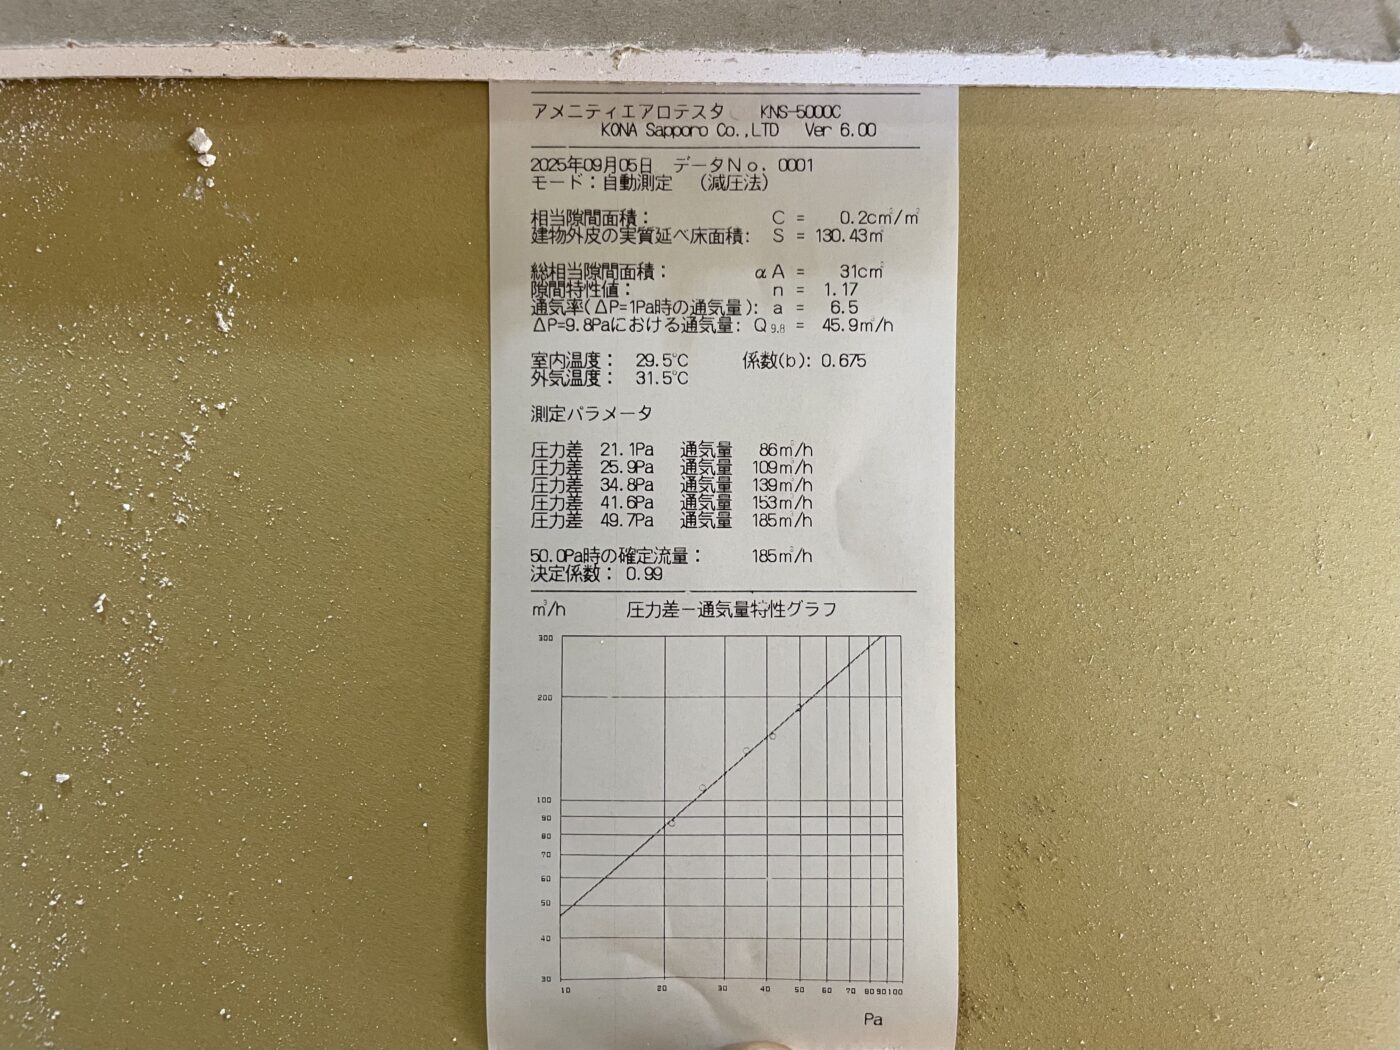 アメニティエアロテスタ KNS-5000C
KONA Sapporo Co.,LTD Ver 6.00
2025年09月05日 データNo. 0001
モード：自動測定 （減圧法）
相当隙間面積： C = 0.2cm²/m²
建物外皮の実質延べ床面積： S = 130.43m²
総相当隙間面積： αA = 31cm²
隙間特性値： n = 1.17
通気率(ΔP=1Pa時の通気量)： a = 6.5
ΔP=9.8Paにおける通気量： Q9.8 = 45.9m³/h
室内温度： 29.5℃ 係数(b)： 0.675
外気温度： 31.5℃
測定パラメータ
圧力差 21.1Pa 通気量 86m³/h
圧力差 25.9Pa 通気量 109m³/h
圧力差 34.8Pa 通気量 139m³/h
圧力差 41.6Pa 通気量 153m³/h
圧力差 49.7Pa 通気量 185m³/h
50.0Pa時の確定流量： 185m³/h
決定係数： 0.99
m³/h 圧力差－通気量特性グラフ
300
200
100
90
80
70
60
50
40
30
10 20 30 40 50 60 70 80 90 100
Pa